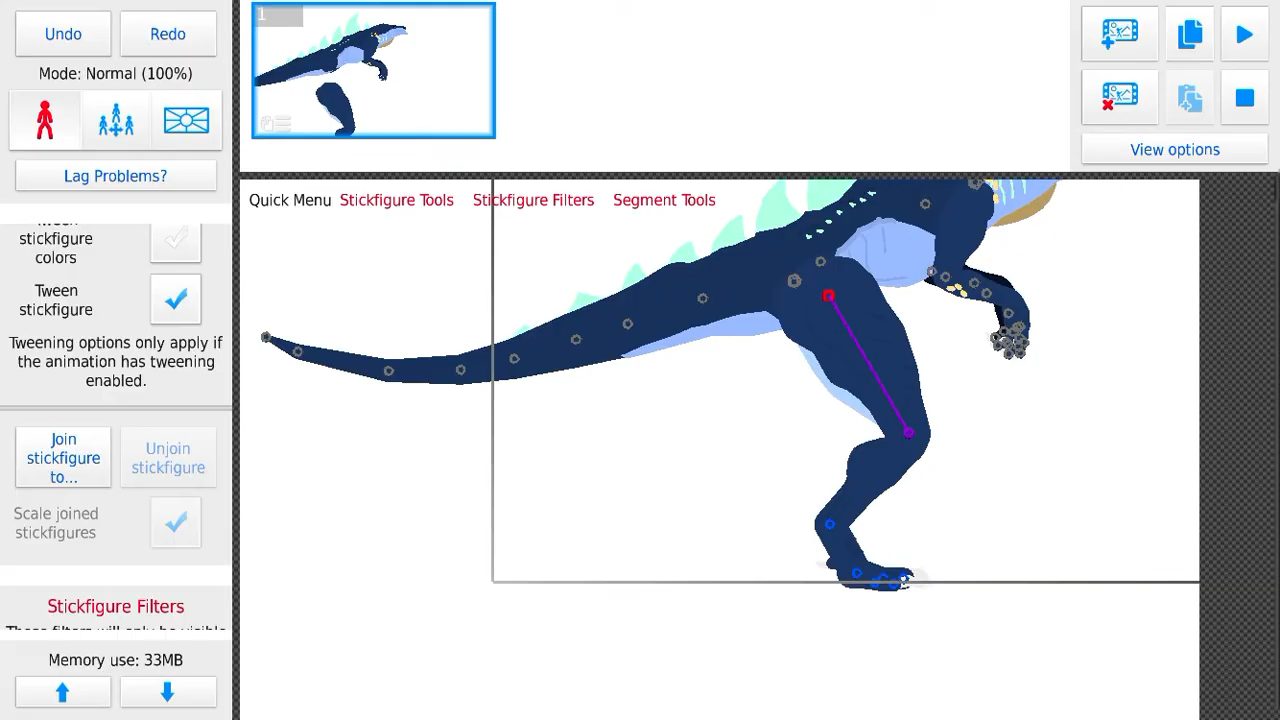 Undo
Redo
Mode: Normal (100%)
Lag Problems?
stickfigure
colors
Tween
stickfigure
Tweening options only apply if
the animation has tweening
enabled.
Join
stickfigure
to...
Unjoin
stickfigure
Scale joined
stickfigures
Stickfigure Filters
Memory use: 33MB
1
View options
Quick Menu
Stickfigure Tools
Stickfigure Filters
Segment Tools